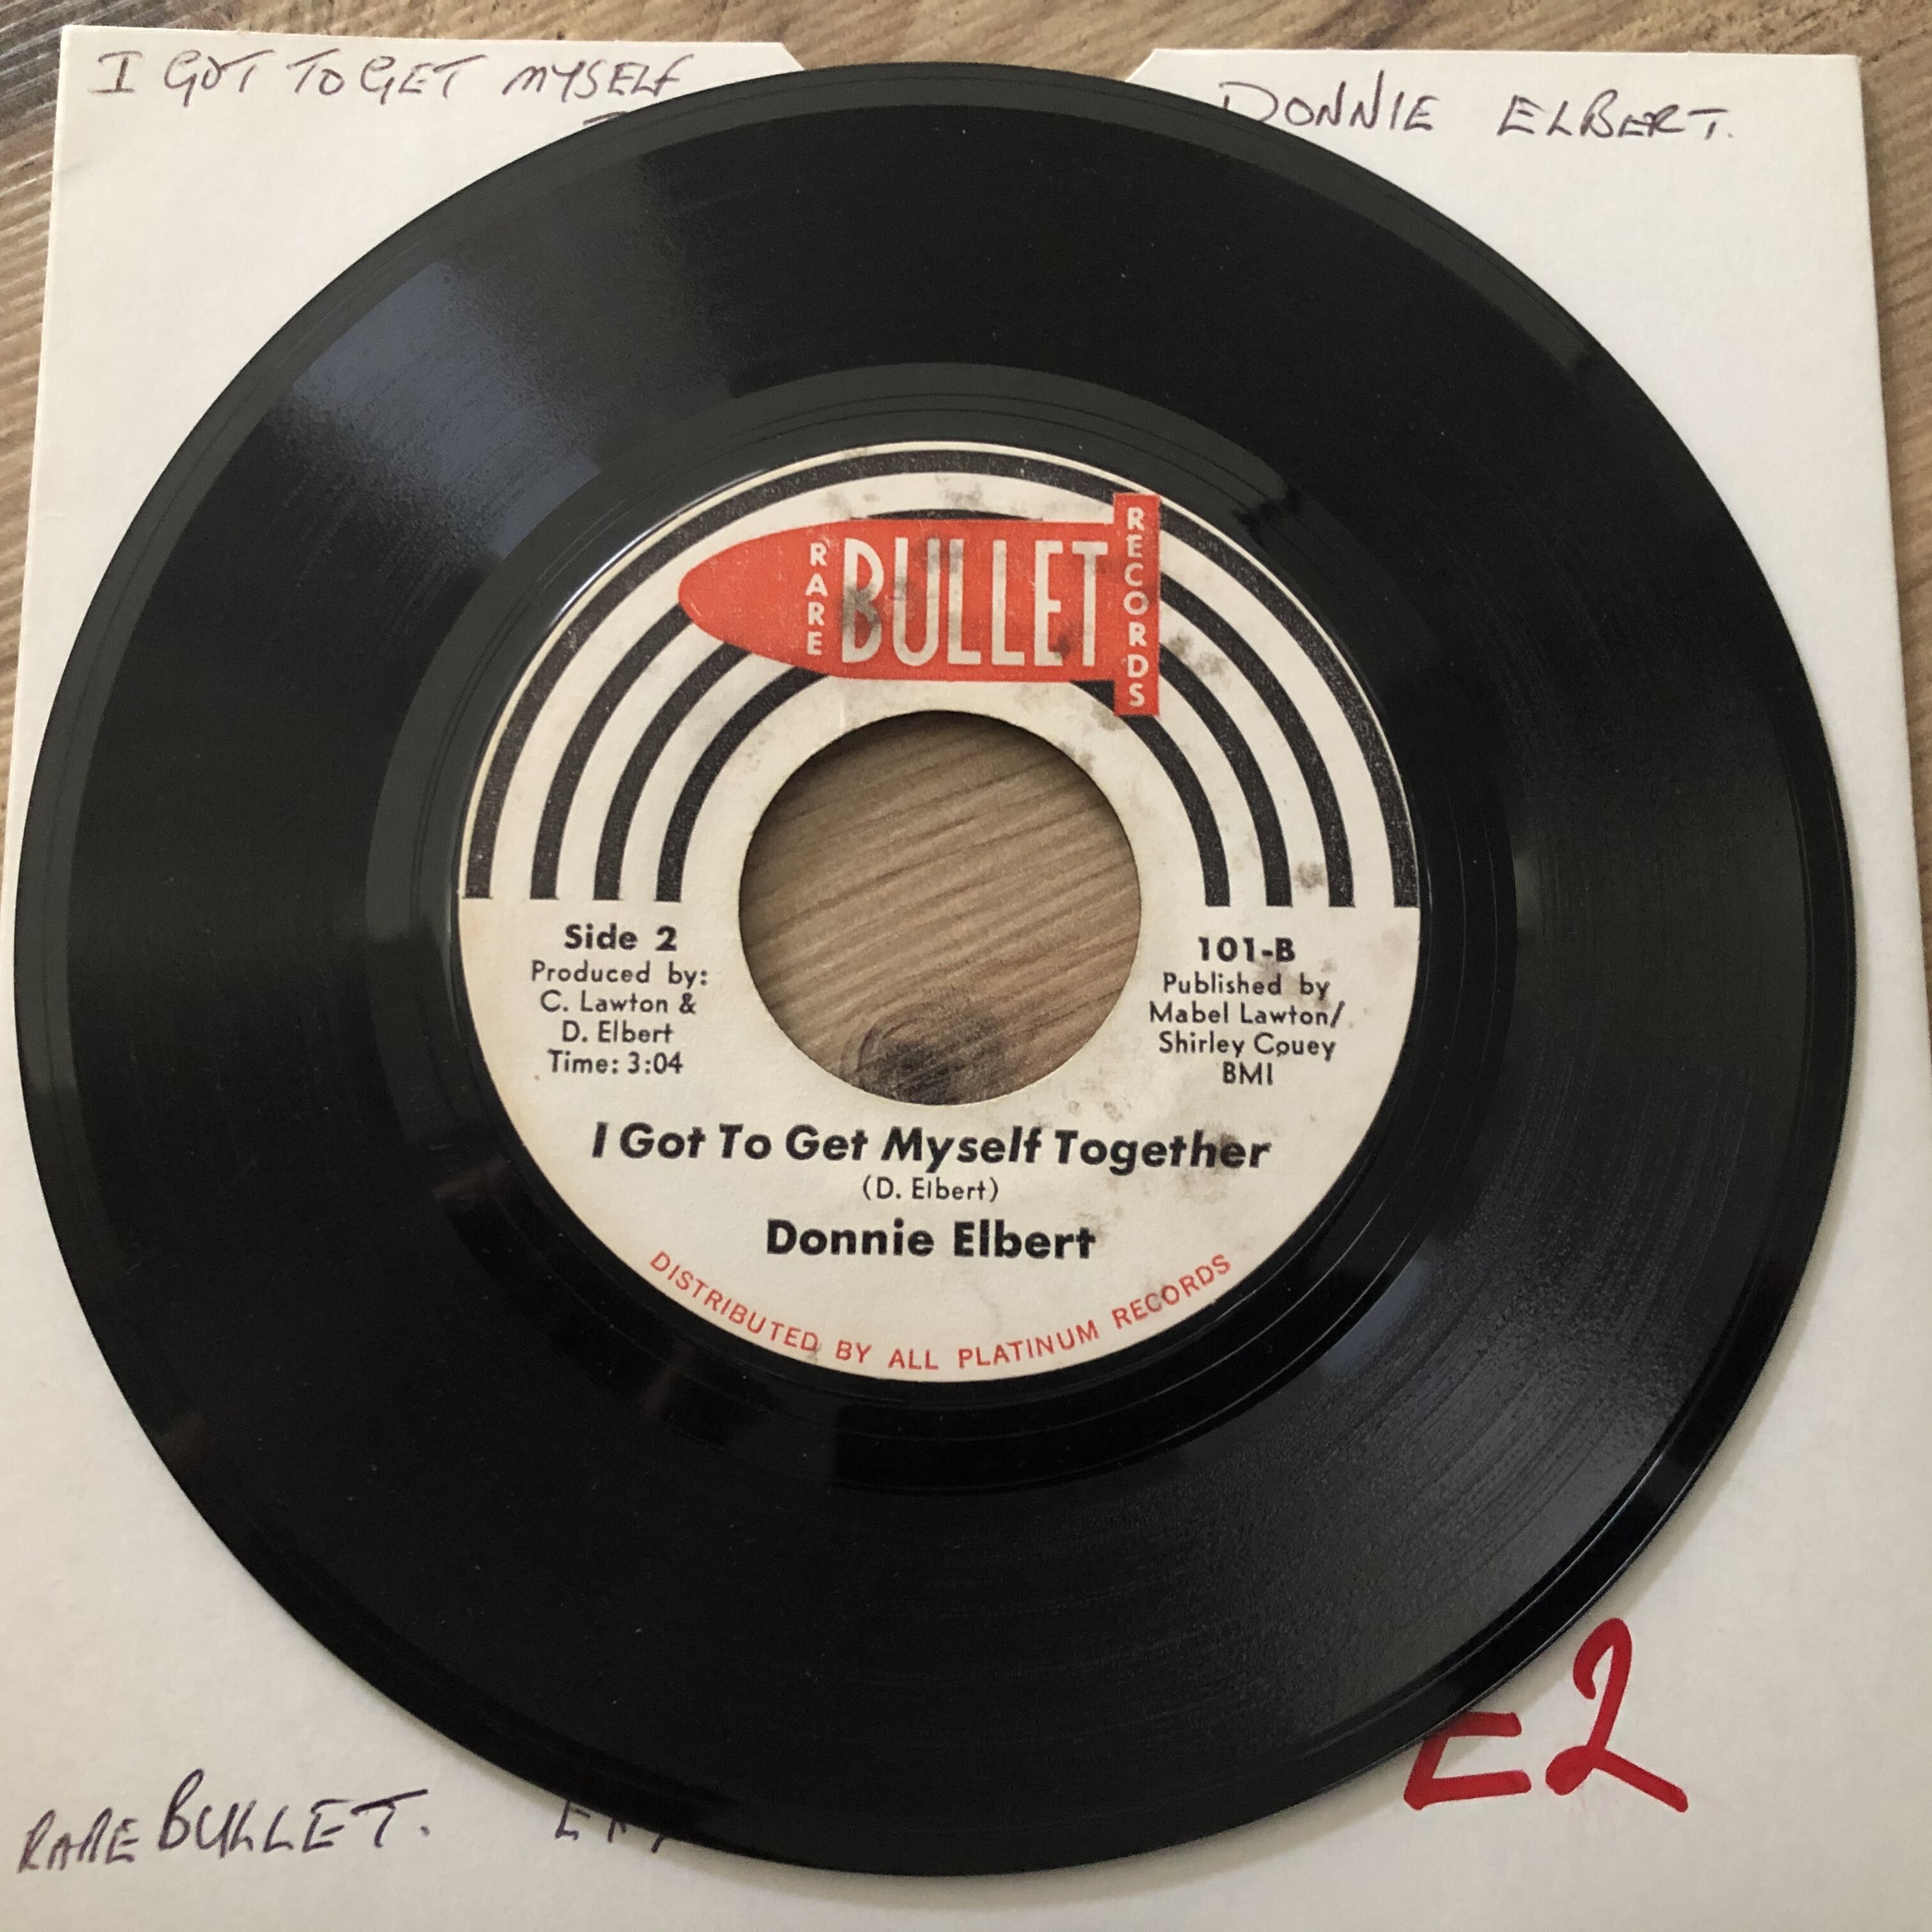 I GOT TO GET MYSELF
DONNIE ELBERT.
RARE
BULLET
RECORDS
Side 2
Produced by:
C. Lawton &
D. Elbert
Time: 3:04
101-B
Published by
Mabel Lawton/
Shirley Couey
BMI
I Got To Get Myself Together
(D. Elbert)
Donnie Elbert
DISTRIBUTED BY ALL PLATINUM RECORDS
E2
RARE BULLET.